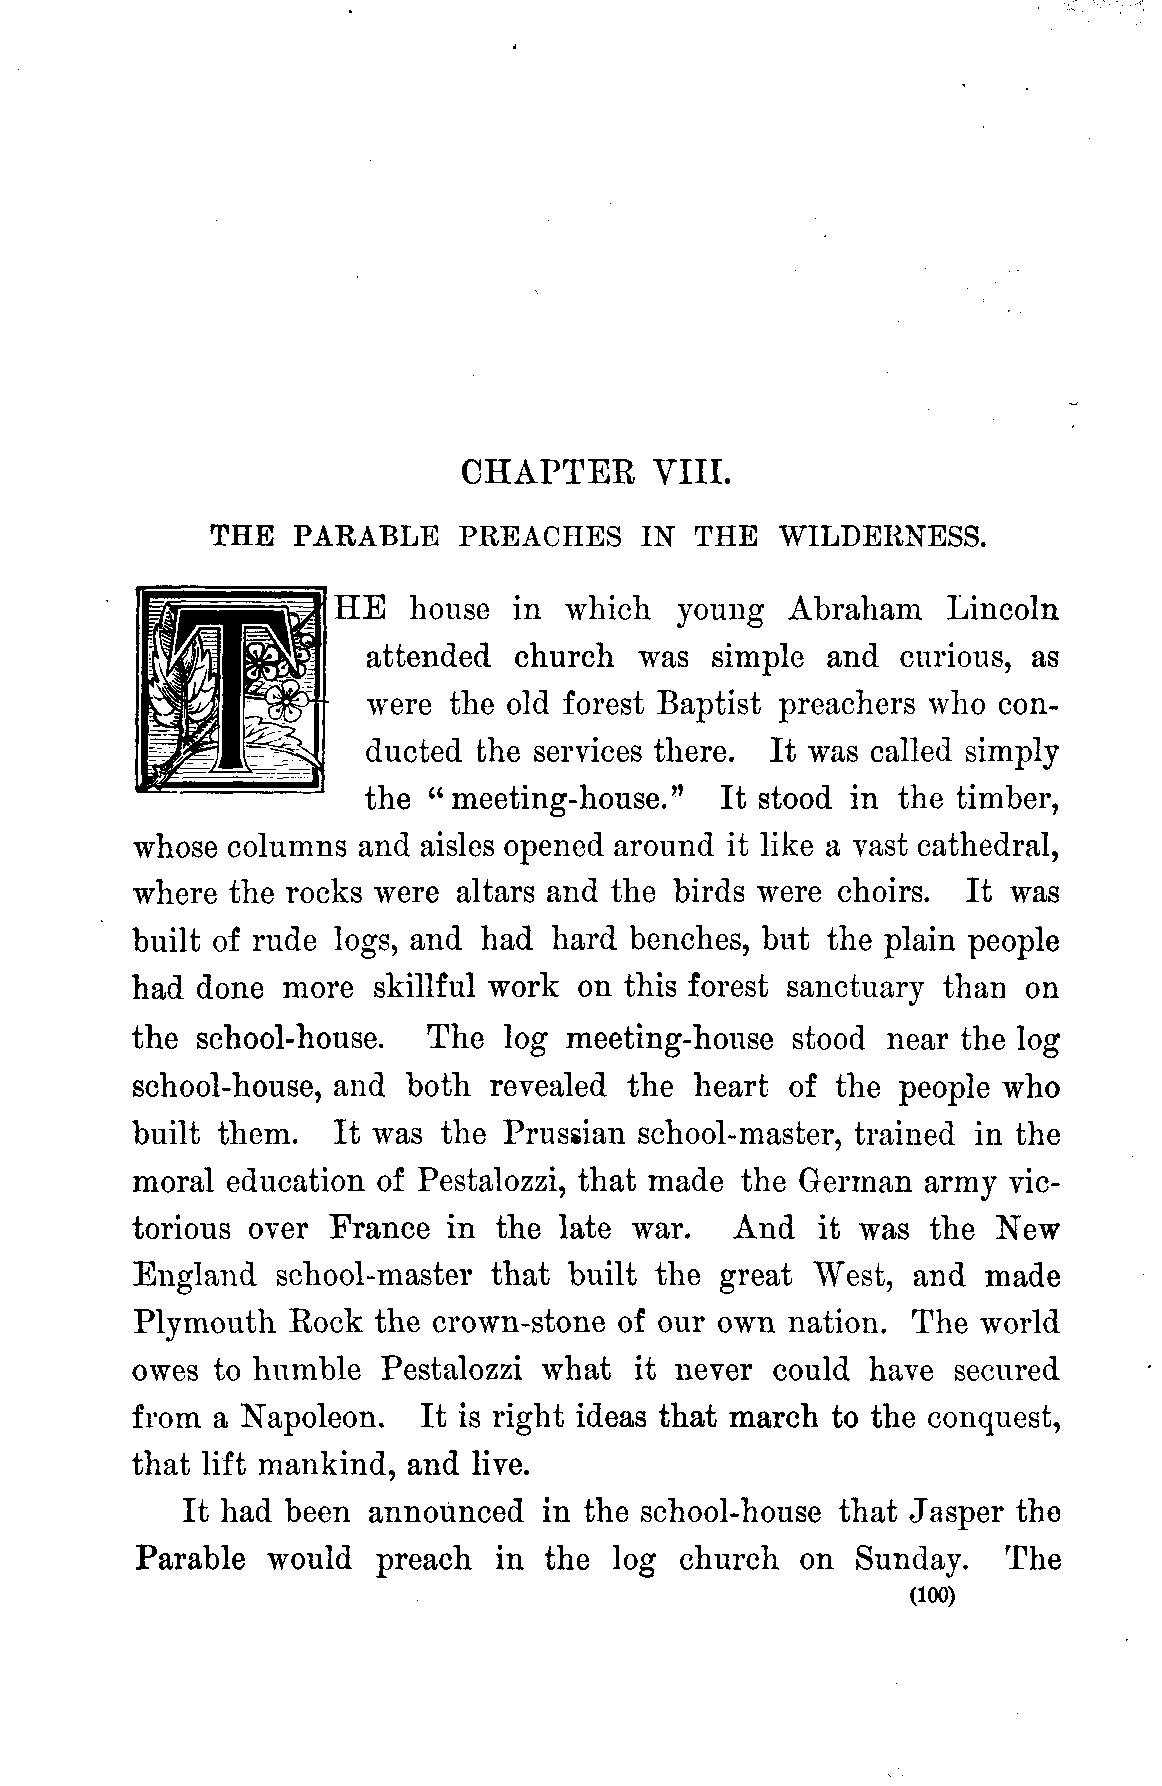 CHAPTER VIII.
THE PARABLE PREACHES IN THE WILDERNESS.
THE house in which young Abraham Lincoln
attended church was simple and curious, as
were the old forest Baptist preachers who con-
ducted the services there. It was called simply
the “meeting-house.” It stood in the timber,
whose columns and aisles opened around it like a vast cathedral,
where the rocks were altars and the birds were choirs. It was
built of rude logs, and had hard benches, but the plain people
had done more skillful work on this forest sanctuary than on
the school-house. The log meeting-house stood near the log
school-house, and both revealed the heart of the people who
built them. It was the Prussian school-master, trained in the
moral education of Pestalozzi, that made the German army vic-
torious over France in the late war. And it was the New
England school-master that built the great West, and made
Plymouth Rock the crown-stone of our own nation. The world
owes to humble Pestalozzi what it never could have secured
from a Napoleon. It is right ideas that march to the conquest,
that lift mankind, and live.
It had been announced in the school-house that Jasper the
Parable would preach in the log church on Sunday. The
(100)